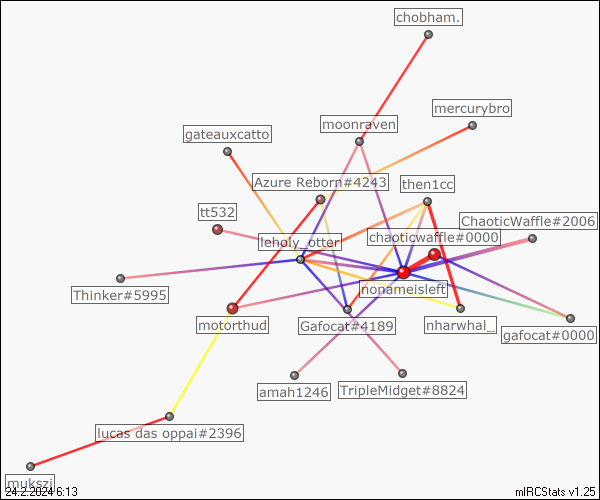 chobham.
mercurybro
moonraven
gateauxcatto
Azure Reborn#4243
then1cc
tt532
ChaoticWaffle#2006
chaoticwaffle#0000
leholy_otter
nopameisleft
Thinker#5995
motorthud
Gafocat#4189
nharwhal_
gafocat#0000
amah1246
TripleMidget#8824
lucas das oppai#2396
mukszi
24.2.2024 6:13
mIRCStats v1.25